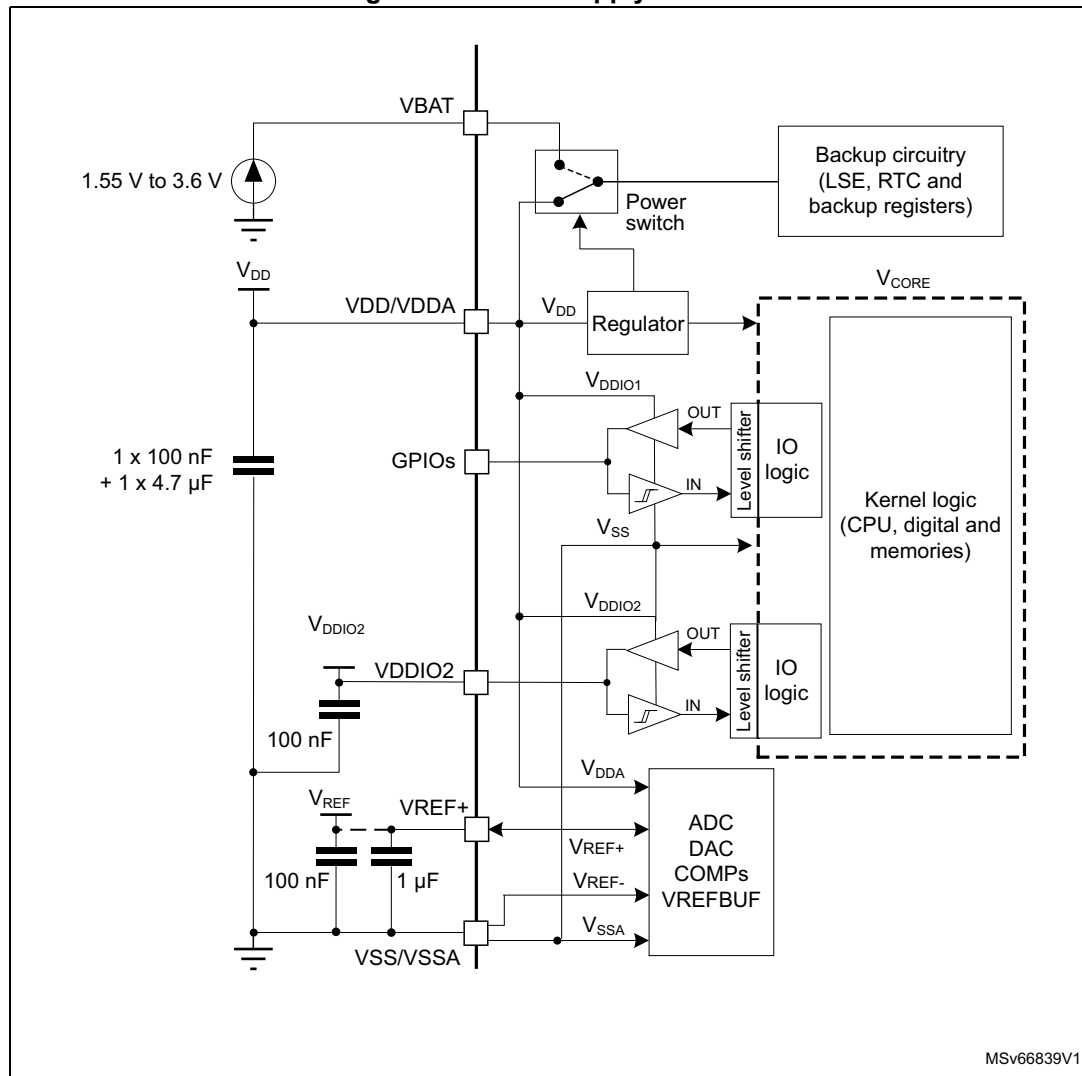 VBAT
1.55 V to 3.6 V
Power
switch
Backup circuitry
(LSE, RTC and
backup registers)
VDD
VDD/VDDA
VDD
Regulator
VCORE
VDDIO1
OUT
GPIOs
IN
Level shifter
IO
logic
1 x 100 nF
+ 1 x 4.7 µF
Kernel logic
(CPU, digital and
memories)
VSS
VDDIO2
VDDIO2
OUT
VDDIO2
IN
Level shifter
IO
logic
100 nF
VDDA
VREF
VREF+
VREF+
100 nF
1 µF
VREF-
VSSA
ADC
DAC
COMPs
VREFBUF
VSS/VSSA
MSv66839V1